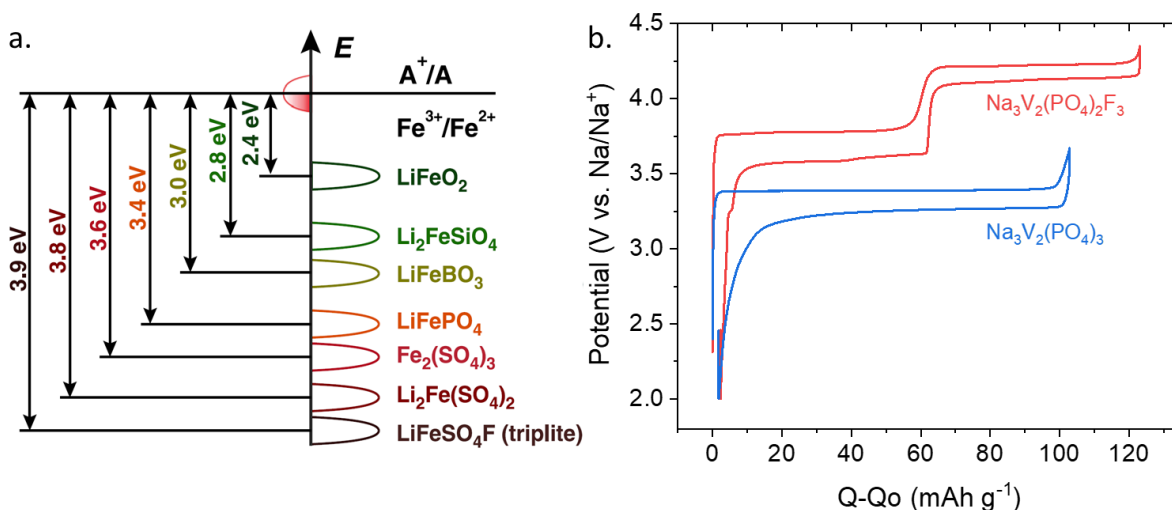 a.
E
A⁺/A
Fe³⁺/Fe²⁺
3.9 eV
3.8 eV
3.6 eV
3.4 eV
3.0 eV
2.8 eV
2.4 eV
LiFeO₂
Li₂FeSiO₄
LiFeBO₃
LiFePO₄
Fe₂(SO₄)₃
Li₂Fe(SO₄)₂
LiFeSO₄F (triplite)
b.
Potential (V vs. Na/Na⁺)
4.5
4.0
3.5
3.0
2.5
2.0
Na₃V₂(PO₄)₂F₃
Na₃V₂(PO₄)₃
0 20 40 60 80 100 120
Q-Qo (mAh g⁻¹)